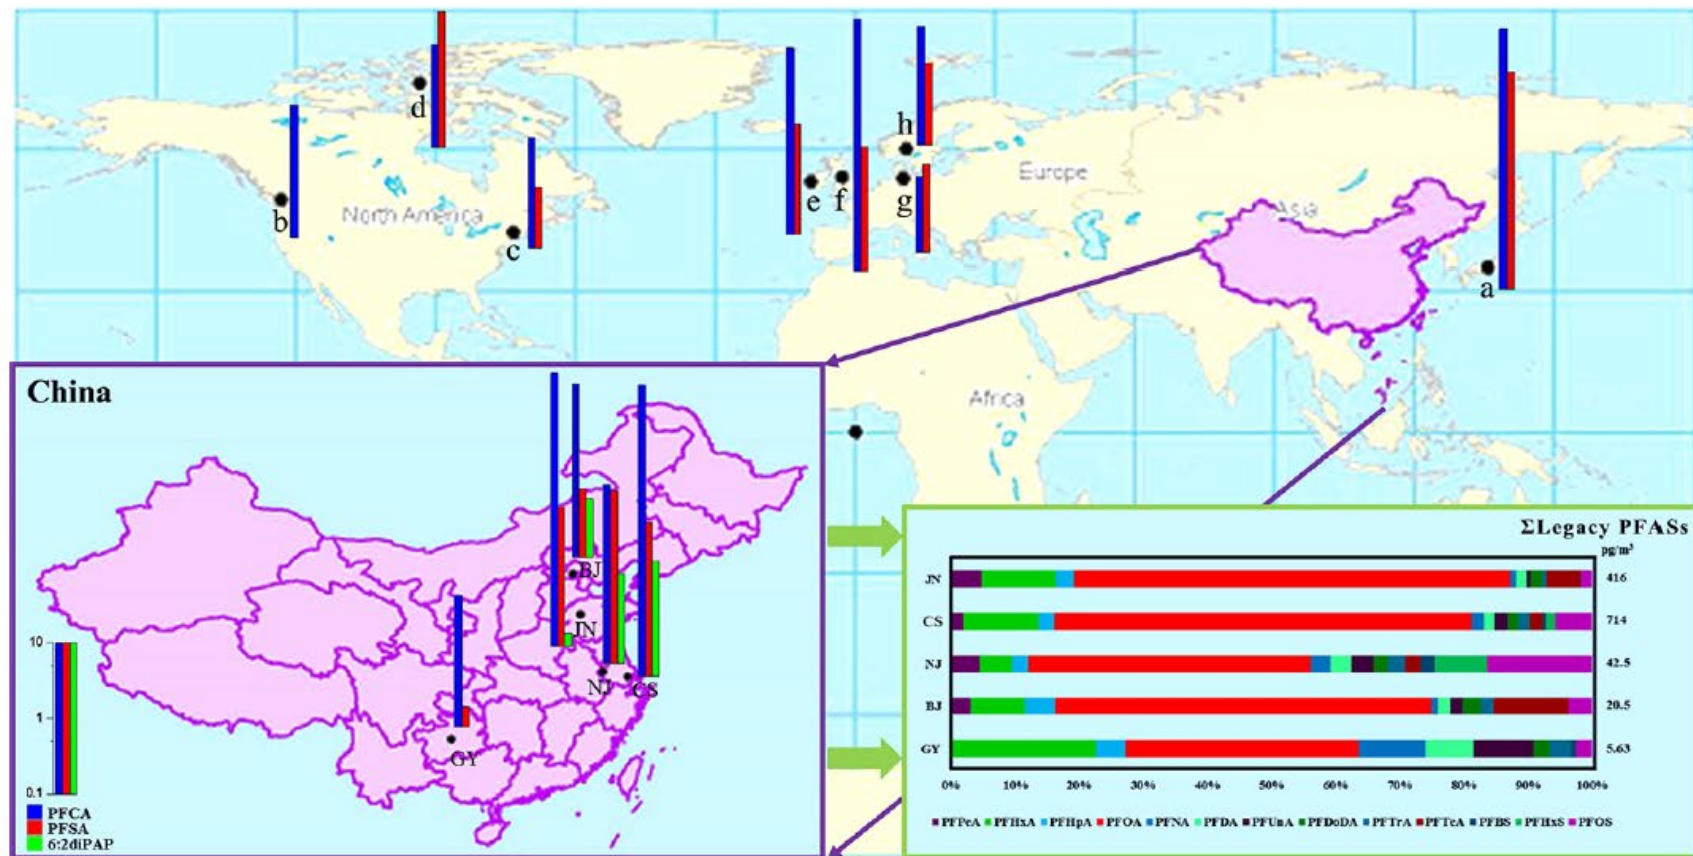 d
h
Europe
e
f
g
b
North America
c
Asia
a
China
Africa
ΣLegacy PFASs
pg/m³
BJ
JN
NJ
CS
GY
10
1
0.1
PFCA
PFSA
6:2diPAP
JN 416
CS 714
NJ 42.5
BJ 20.5
GY 5.63
0% 10% 20% 30% 40% 50% 60% 70% 80% 90% 100%
PFPeA PFHxA PFHpA PFOA PFNA PFDA PFUnA PFDoDA PFTrA PFTeA PFBS PFHxS PFOS